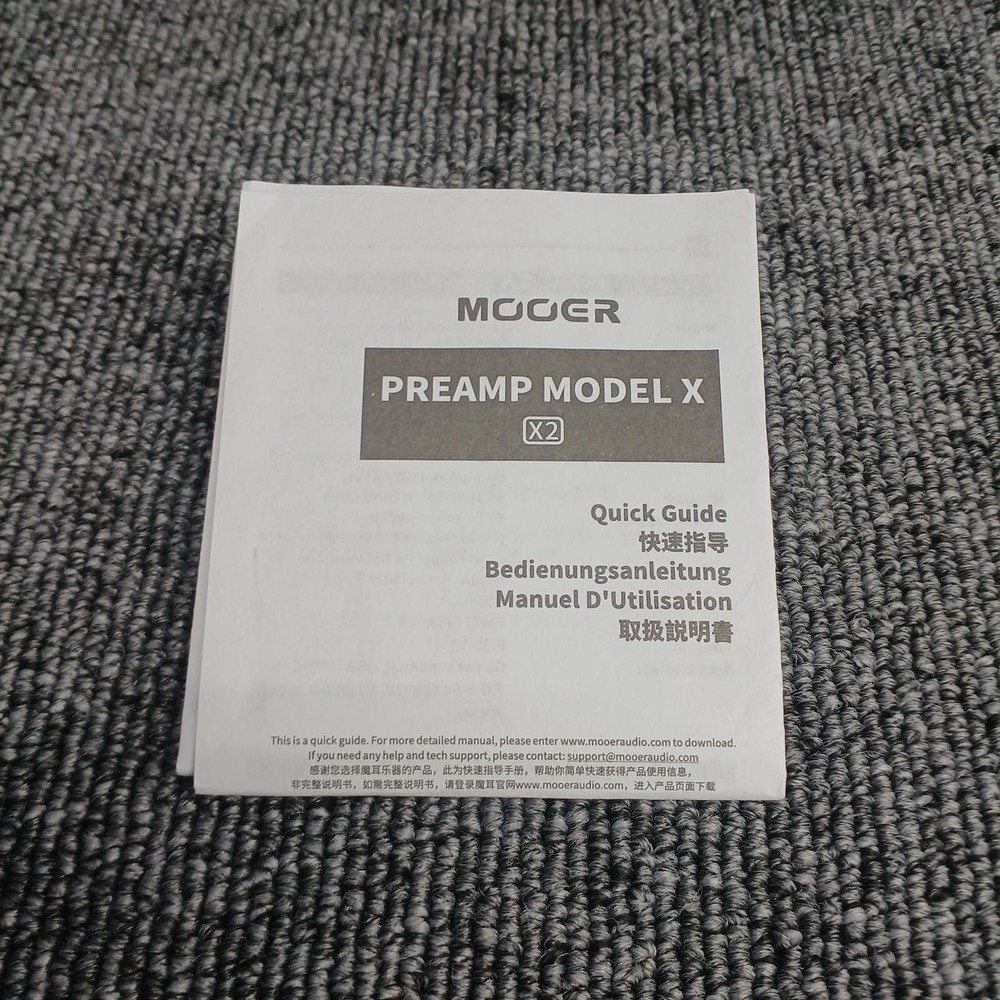 MOOER
PREAMP MODEL X
X2
Quick Guide
快速指导
Bedienungsanleitung
Manuel D'Utilisation
取扱説明書
This is a quick guide. For more detailed manual, please enter www.mooeraudio.com to download.
If you need any help and tech support, please contact: support@mooeraudio.com
感谢您选择魔耳乐器的产品，此为快速指导手册，帮助你简单快速获得产品使用信息，
非完整说明书，如需完整说明书，请登录魔耳官网www.mooeraudio.com，进入产品页面下载